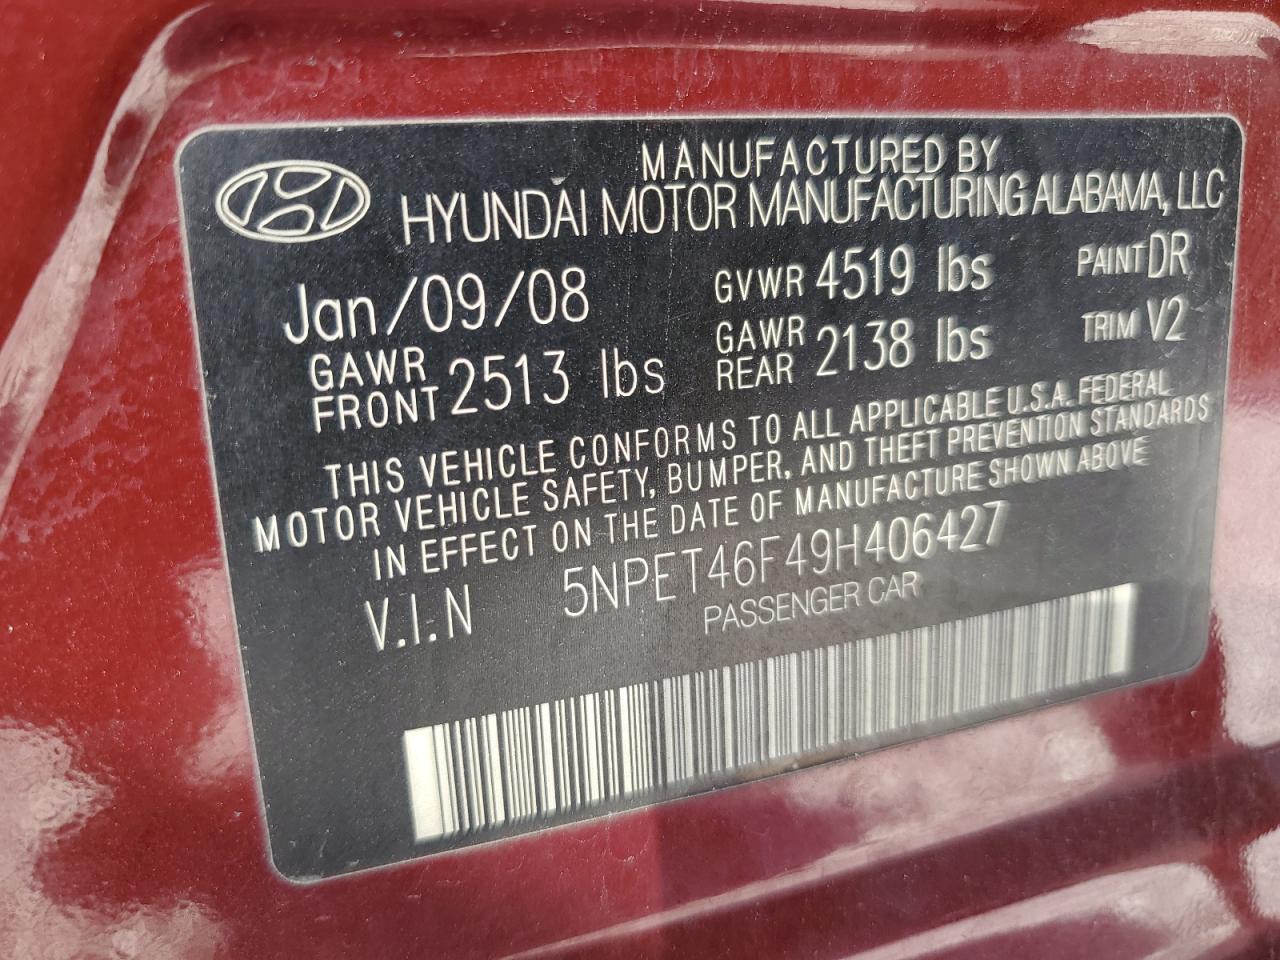 MANUFACTURED BY
HYUNDAI MOTOR MANUFACTURING ALABAMA, LLC
Jan/09/08 GVWR 4519 lbs PAINT DR
GAWR FRONT 2513 lbs GAWR REAR 2138 lbs TRIM V2
THIS VEHICLE CONFORMS TO ALL APPLICABLE U.S.A. FEDERAL
MOTOR VEHICLE SAFETY, BUMPER, AND THEFT PREVENTION STANDARDS
IN EFFECT ON THE DATE OF MANUFACTURE SHOWN ABOVE
V.I.N 5NPET46F49H406427
PASSENGER CAR